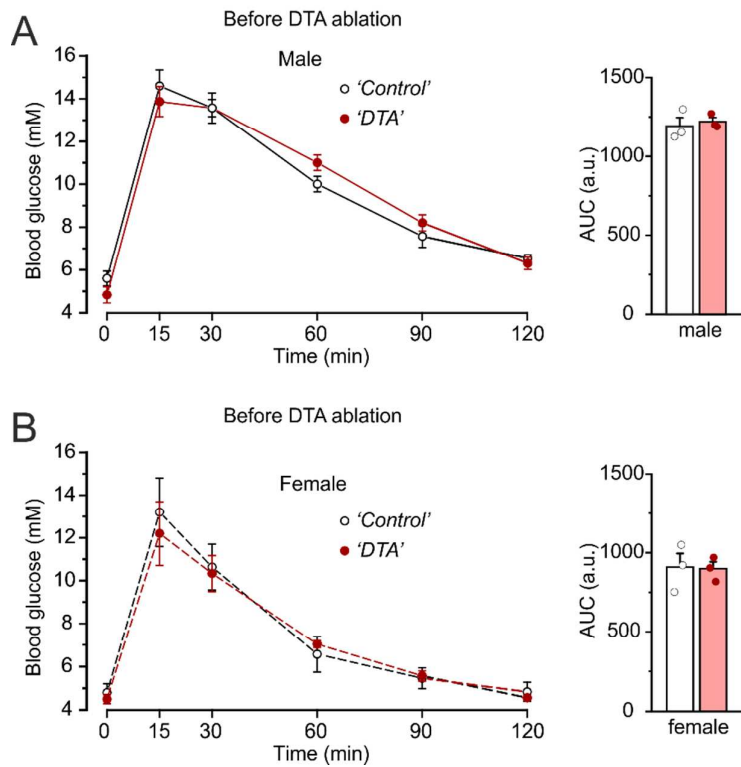 A
Before DTA ablation
Male
‘Control’
‘DTA’
Blood glucose (mM)
16
14
12
10
8
6
4
0
15
30
60
90
120
Time (min)
AUC (a.u.)
1500
1250
500
0
male
B
Before DTA ablation
Female
‘Control’
‘DTA’
Blood glucose (mM)
16
14
12
10
8
6
4
0
15
30
60
90
120
Time (min)
AUC (a.u.)
1500
1000
500
0
female